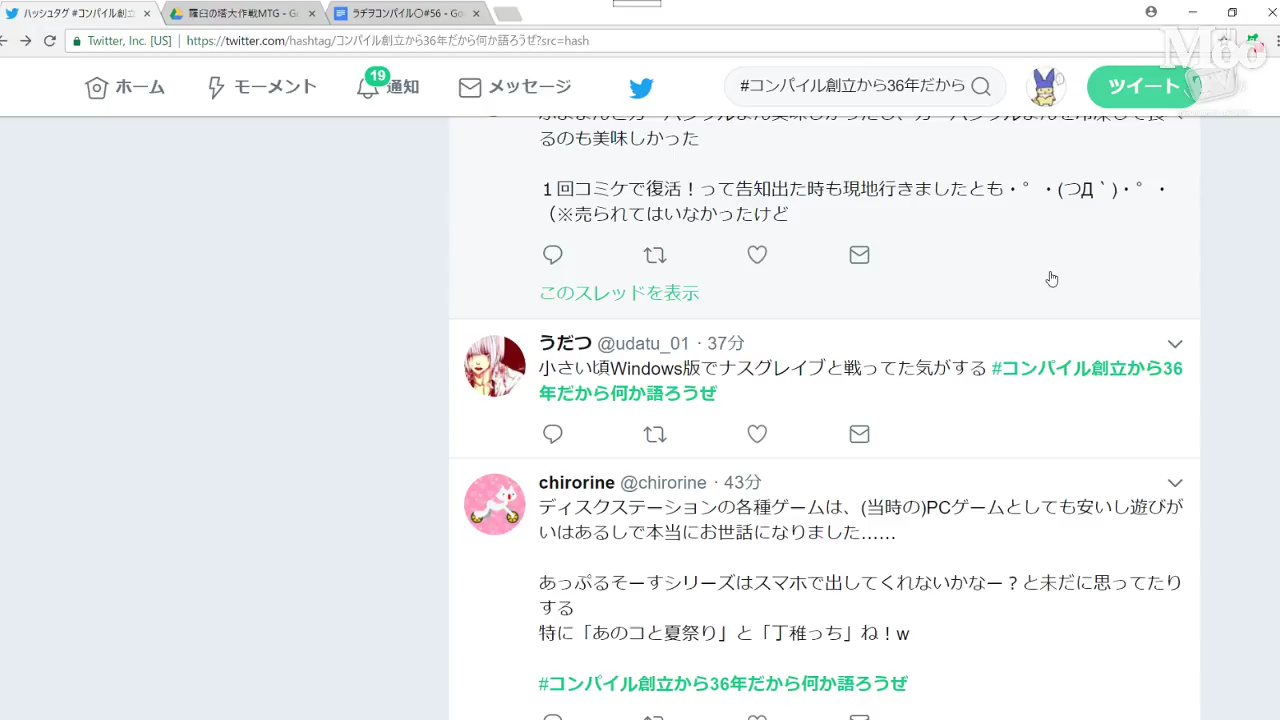 ハッシュタグ #コンパイル創立
羅臼の塔大作戦MTG - G
ラヂヲコンパイル〇#56 - Go
Twitter, Inc. [US] | https://twitter.com/hashtag/コンパイル創立から36年だから何か語ろうぜ?src=hash
ホーム
モーメント
19
通知
メッセージ
#コンパイル創立から36年だから
ツイート
Moo
るのも美味しかった
１回コミケで復活！って告知出た時も現地行きましたとも・゜・(つД｀)・゜・
（※売られてはいなかったけど
このスレッドを表示
うだつ @udatu_01 · 37分
小さい頃Windows版でナスグレイブと戦ってた気がする #コンパイル創立から36
年だから何か語ろうぜ
chirorine @chirorine · 43分
ディスクステーションの各種ゲームは、(当時の)PCゲームとしても安いし遊びが
いはあるしで本当にお世話になりました……
あっぷるそーすシリーズはスマホで出してくれないかなー？と未だに思ってたり
する
特に「あのコと夏祭り」と「丁稚っち」ね！w
#コンパイル創立から36年だから何か語ろうぜ